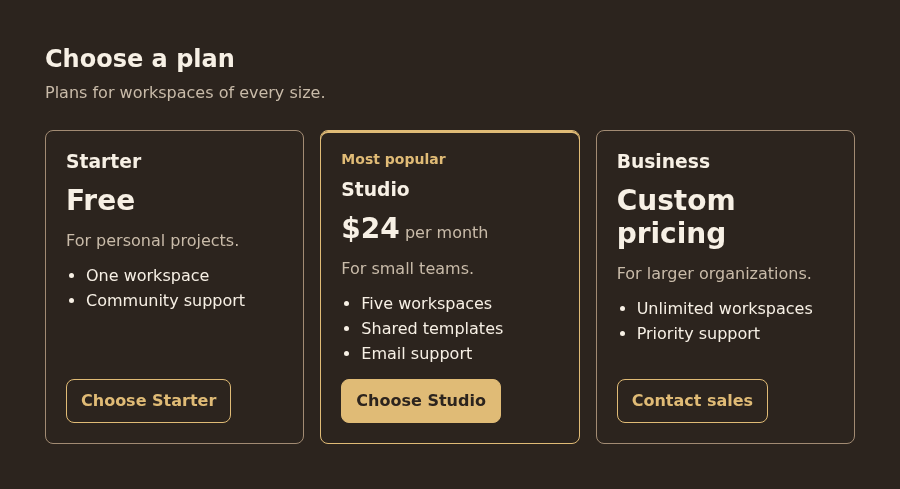 Choose a plan
Plans for workspaces of every size.
Starter
Free
For personal projects.
• One workspace
• Community support
Choose Starter
Most popular
Studio
$24 per month
For small teams.
• Five workspaces
• Shared templates
• Email support
Choose Studio
Business
Custom
pricing
For larger organizations.
• Unlimited workspaces
• Priority support
Contact sales